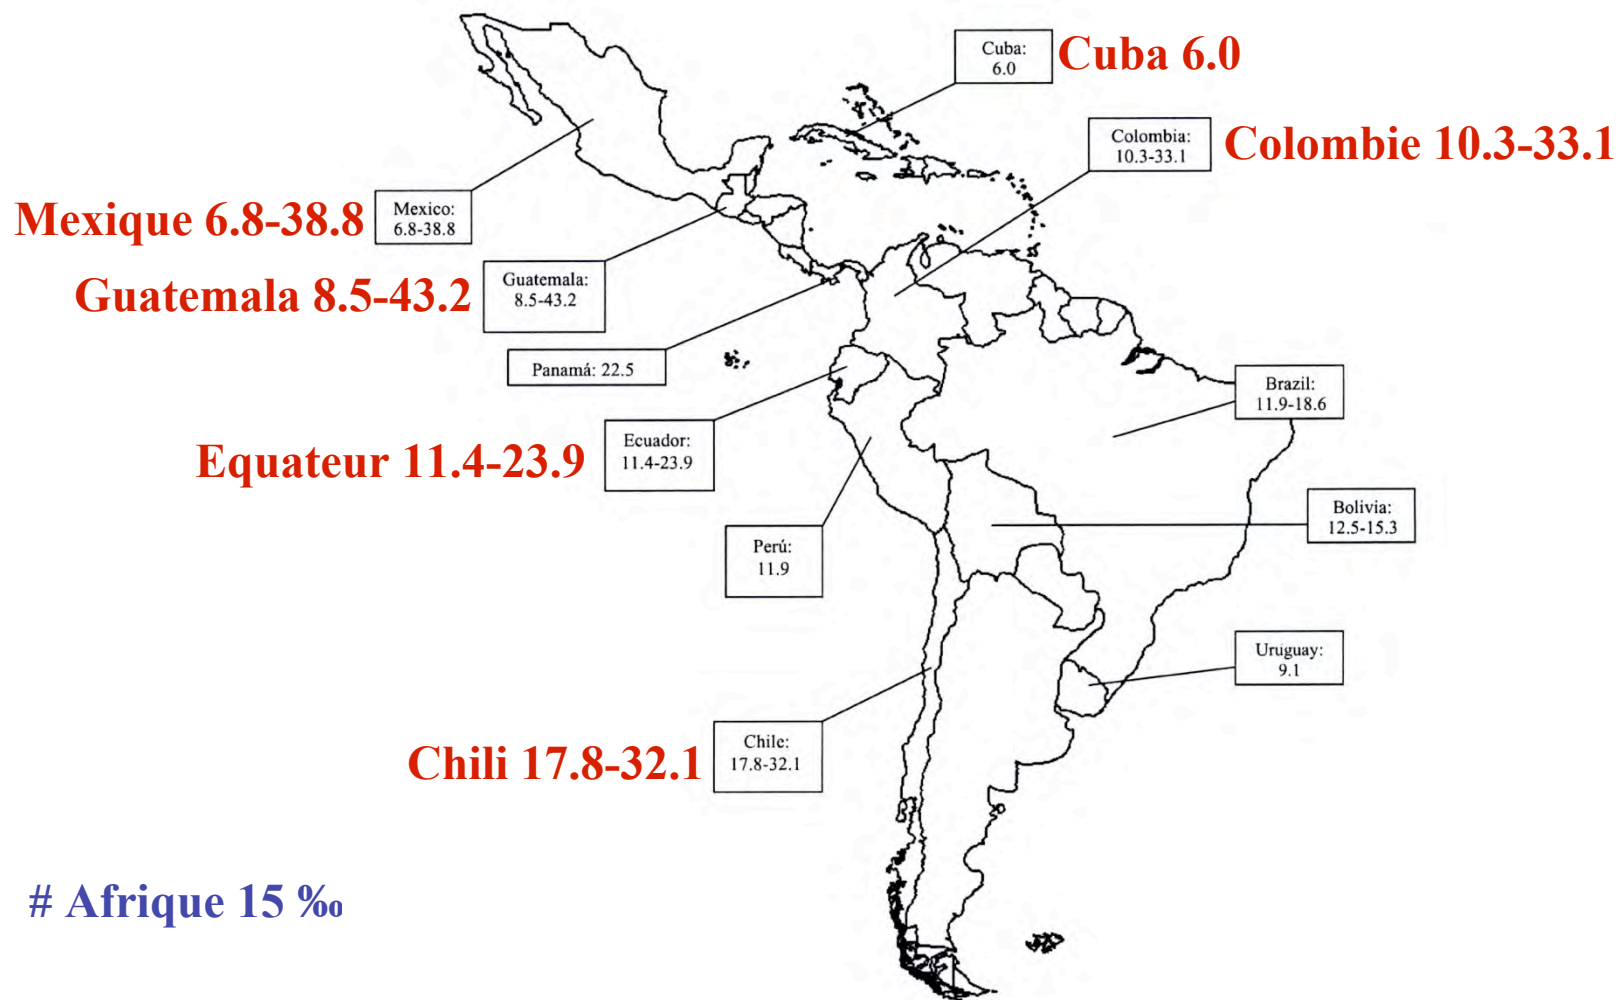 Cuba:
6.0
Cuba 6.0
Colombia:
10.3-33.1
Colombie 10.3-33.1
Mexique 6.8-38.8
Mexico:
6.8-38.8
Guatemala 8.5-43.2
Guatemala:
8.5-43.2
Panamá: 22.5
Brazil:
11.9-18.6
Equateur 11.4-23.9
Ecuador:
11.4-23.9
Bolivia:
12.5-15.3
Perú:
11.9
Uruguay:
9.1
Chili 17.8-32.1
Chile:
17.8-32.1
# Afrique 15 ‰